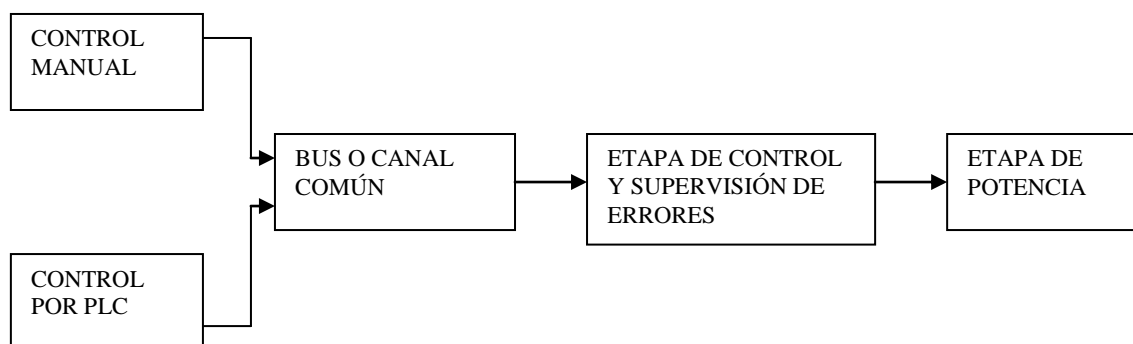 CONTROL
MANUAL
BUS O CANAL
COMÚN
ETAPA DE CONTROL
Y SUPERVISIÓN DE
ERRORES
ETAPA DE
POTENCIA
CONTROL
POR PLC